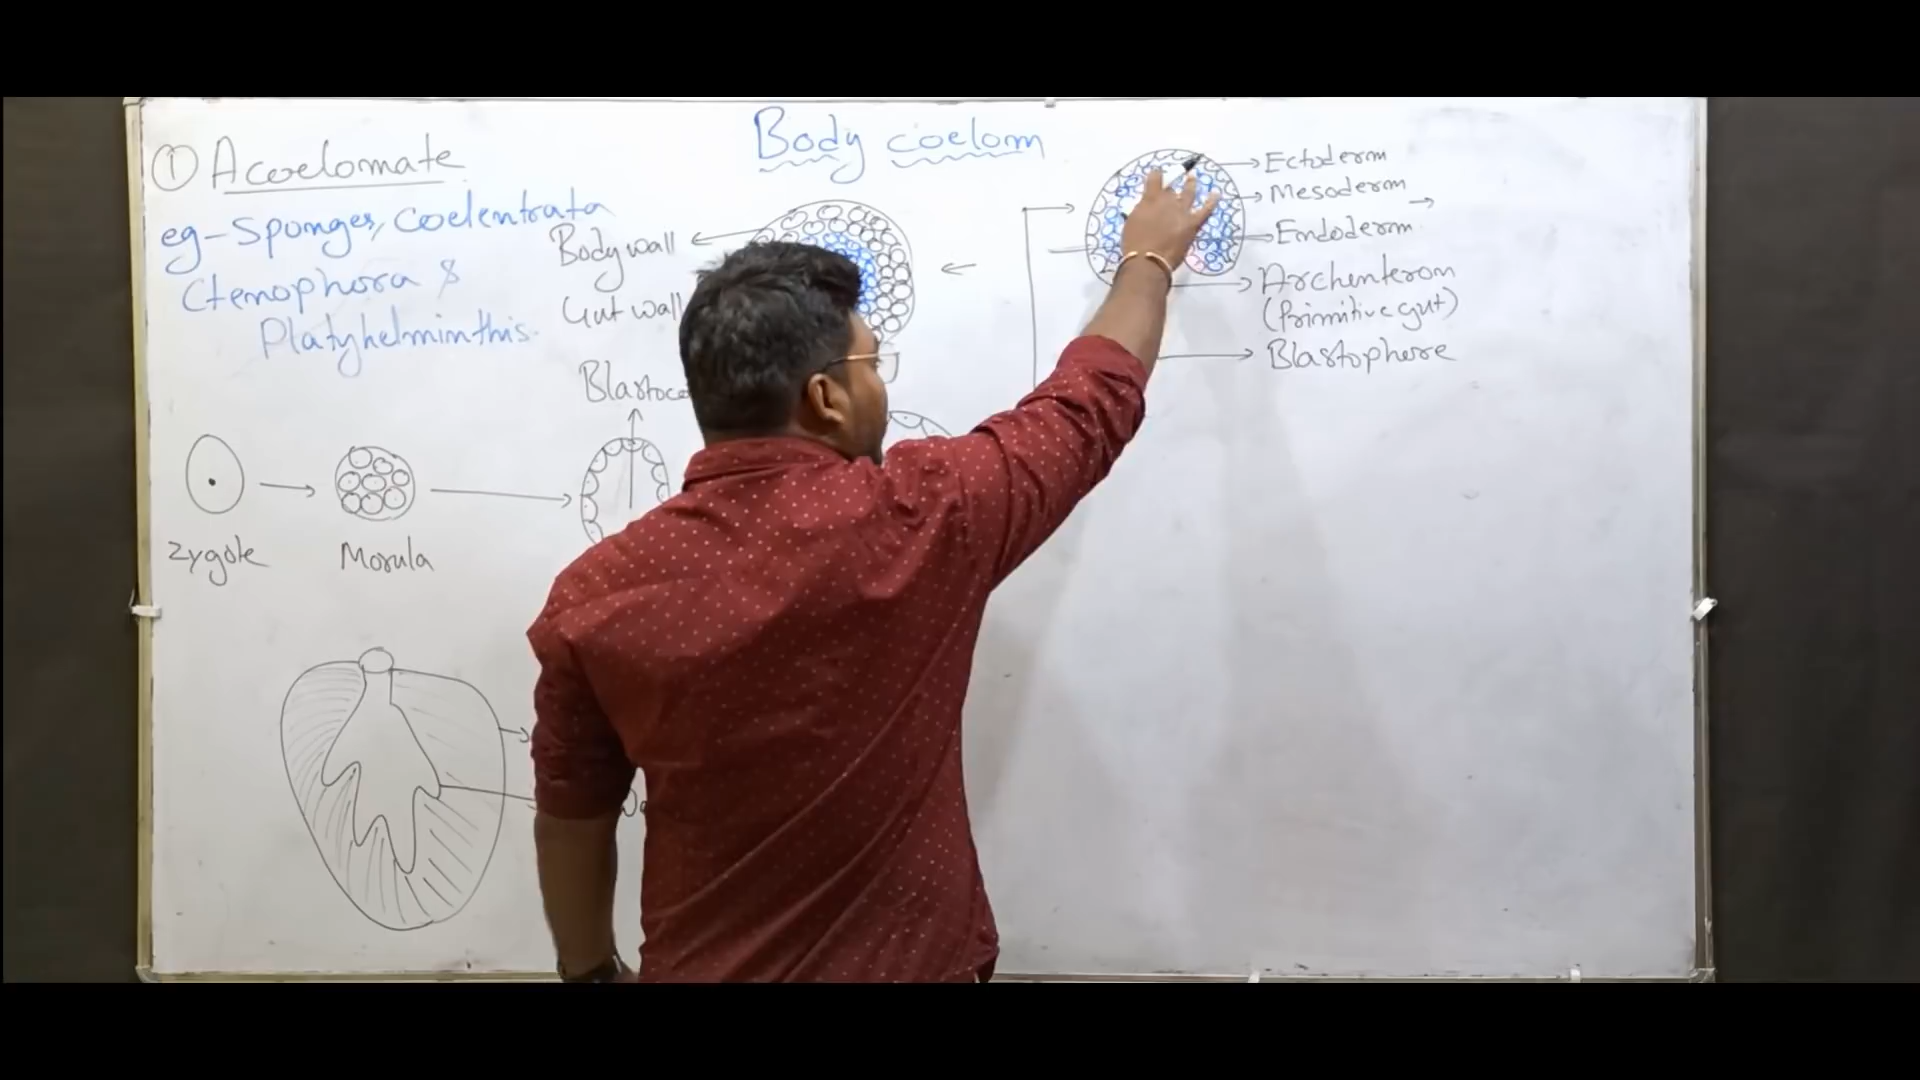 Body coelom
① Acoelomate
eg- Sponges, Coelentrata
Ctenophora &
Platyhelminthis.
Body wall
Gut wall
Ectoderm
Mesoderm
Endoderm
Archenteron
(Primitive gut)
Blastophore
Zygote
Morula